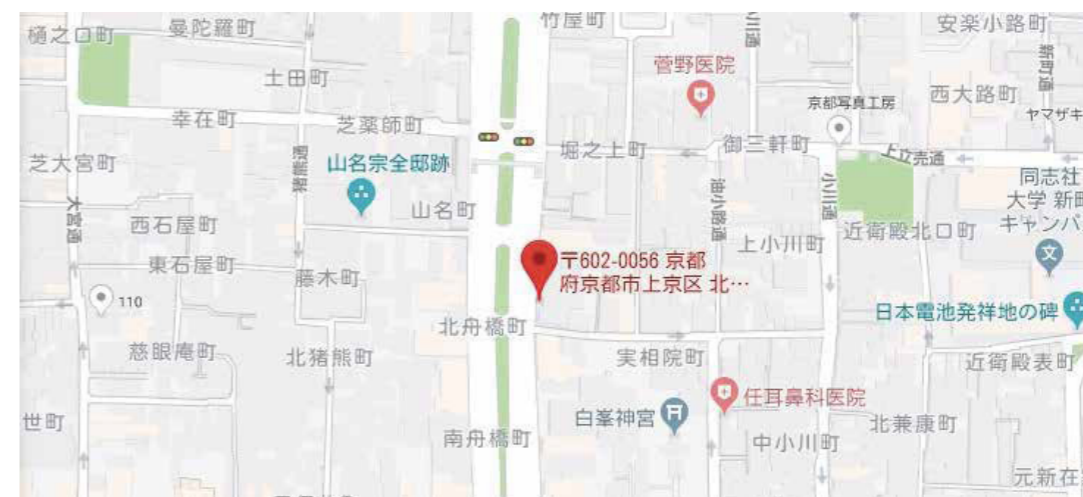 竹屋町
安楽小路町
樋之口町
曼陀羅町
小川通
新町通
菅野医院
土田町
京都写真工房
西大路町
ヤマザキ
幸在町
芝薬師町
堀之上町
御三軒町
上立売通
芝大宮町
山名宗全邸跡
同志社
大学 新町
キャンパ
大宮通
西石屋町
山名町
油小路通
小川通
上小川町
近衛殿北口町
東石屋町
藤木町
〒602-0056 京都
府京都市上京区 北…
110
日本電池発祥地の碑
北舟橋町
慈眼庵町
北猪熊町
実相院町
近衛殿表町
任耳鼻科医院
世町
白峯神宮
北兼康町
南舟橋町
中小川町
元新在